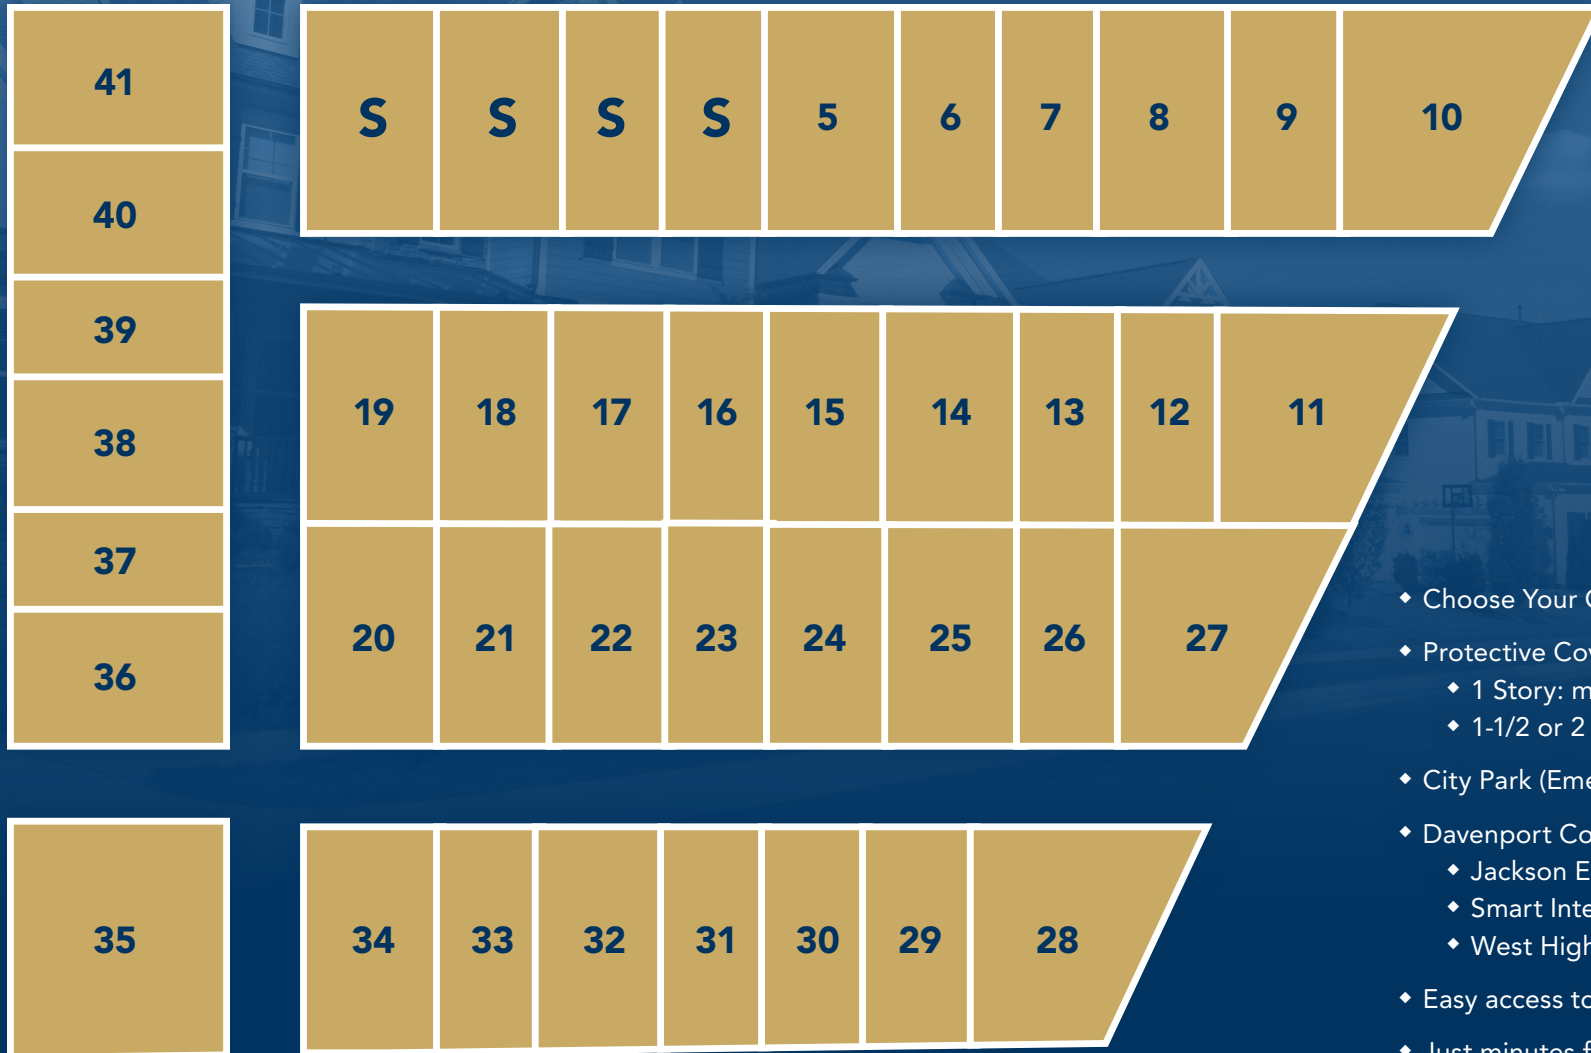 41
S S S S 5 6 7 8 9 10
40
39
19 18 17 16 15 14 13 12 11
38
37
20 21 22 23 24 25 26 27
36
35
34 33 32 31 30 29 28
◆ Choose Your
◆ Protective
◆ 1 Story:
◆ 1-1/2 or 2
◆ City Park
◆ Davenport
◆ Jackson
◆ Smart
◆ West High
◆ Easy access to
◆ Just minutes